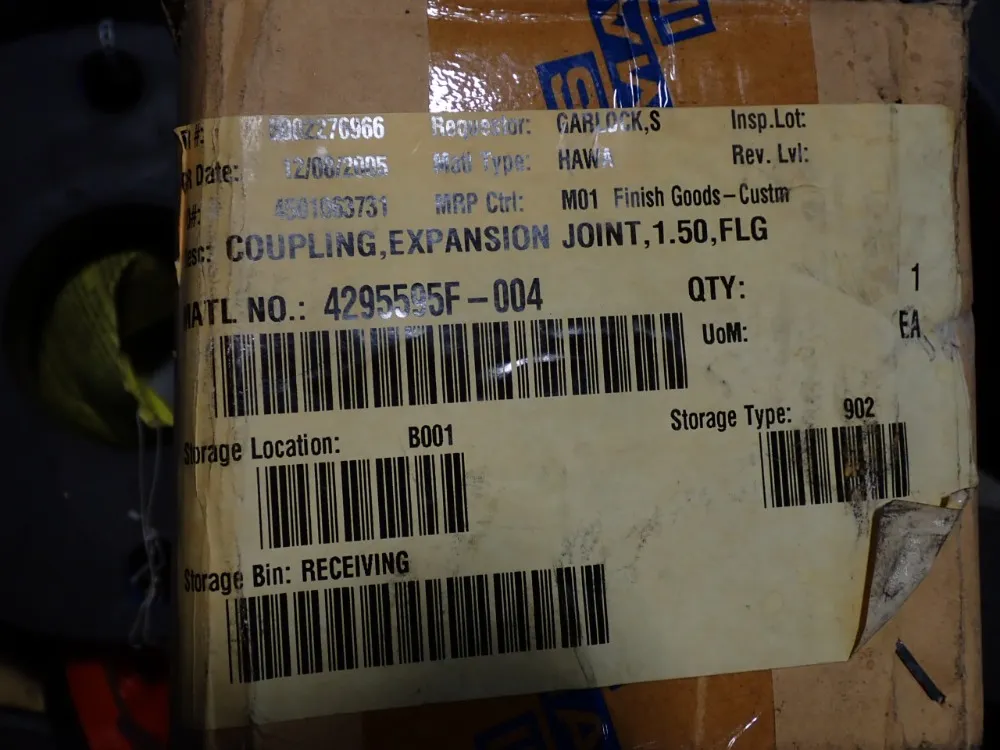 Requestor: GARLOCK,S Insp.Lot:
Date: 12/08/2005 Matl Type: HAWA Rev. Lvl:
MRP Ctrl: M01 Finish Goods-Custm
COUPLING,EXPANSION JOINT,1.50,FLG
MATL NO.: 4295595F-004 QTY: 1
UoM: EA
Storage Location: B001 Storage Type: 902
Storage Bin: RECEIVING